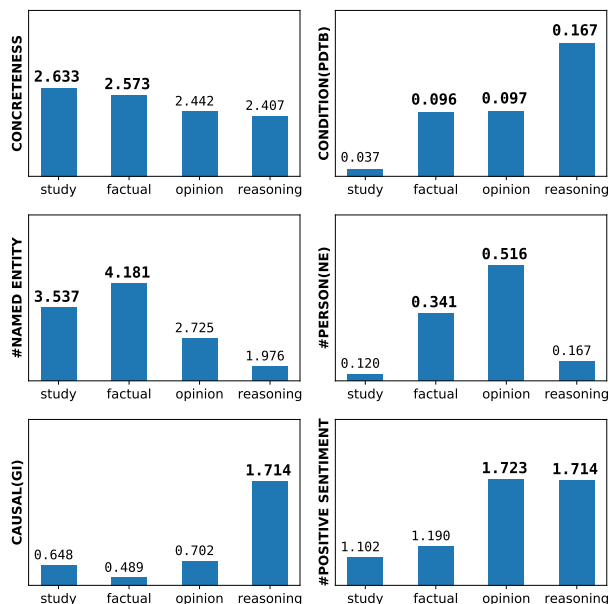 CONCRETENESS
2.633
2.573
2.442
2.407
study factual opinion reasoning
CONDITION(PDTB)
0.037
0.096
0.097
0.167
study factual opinion reasoning
#NAMED ENTITY
3.537
4.181
2.725
1.976
study factual opinion reasoning
#PERSON(NE)
0.120
0.341
0.516
0.167
study factual opinion reasoning
CAUSAL(GI)
0.648
0.489
0.702
1.714
study factual opinion reasoning
#POSITIVE SENTIMENT
1.102
1.190
1.723
1.714
study factual opinion reasoning